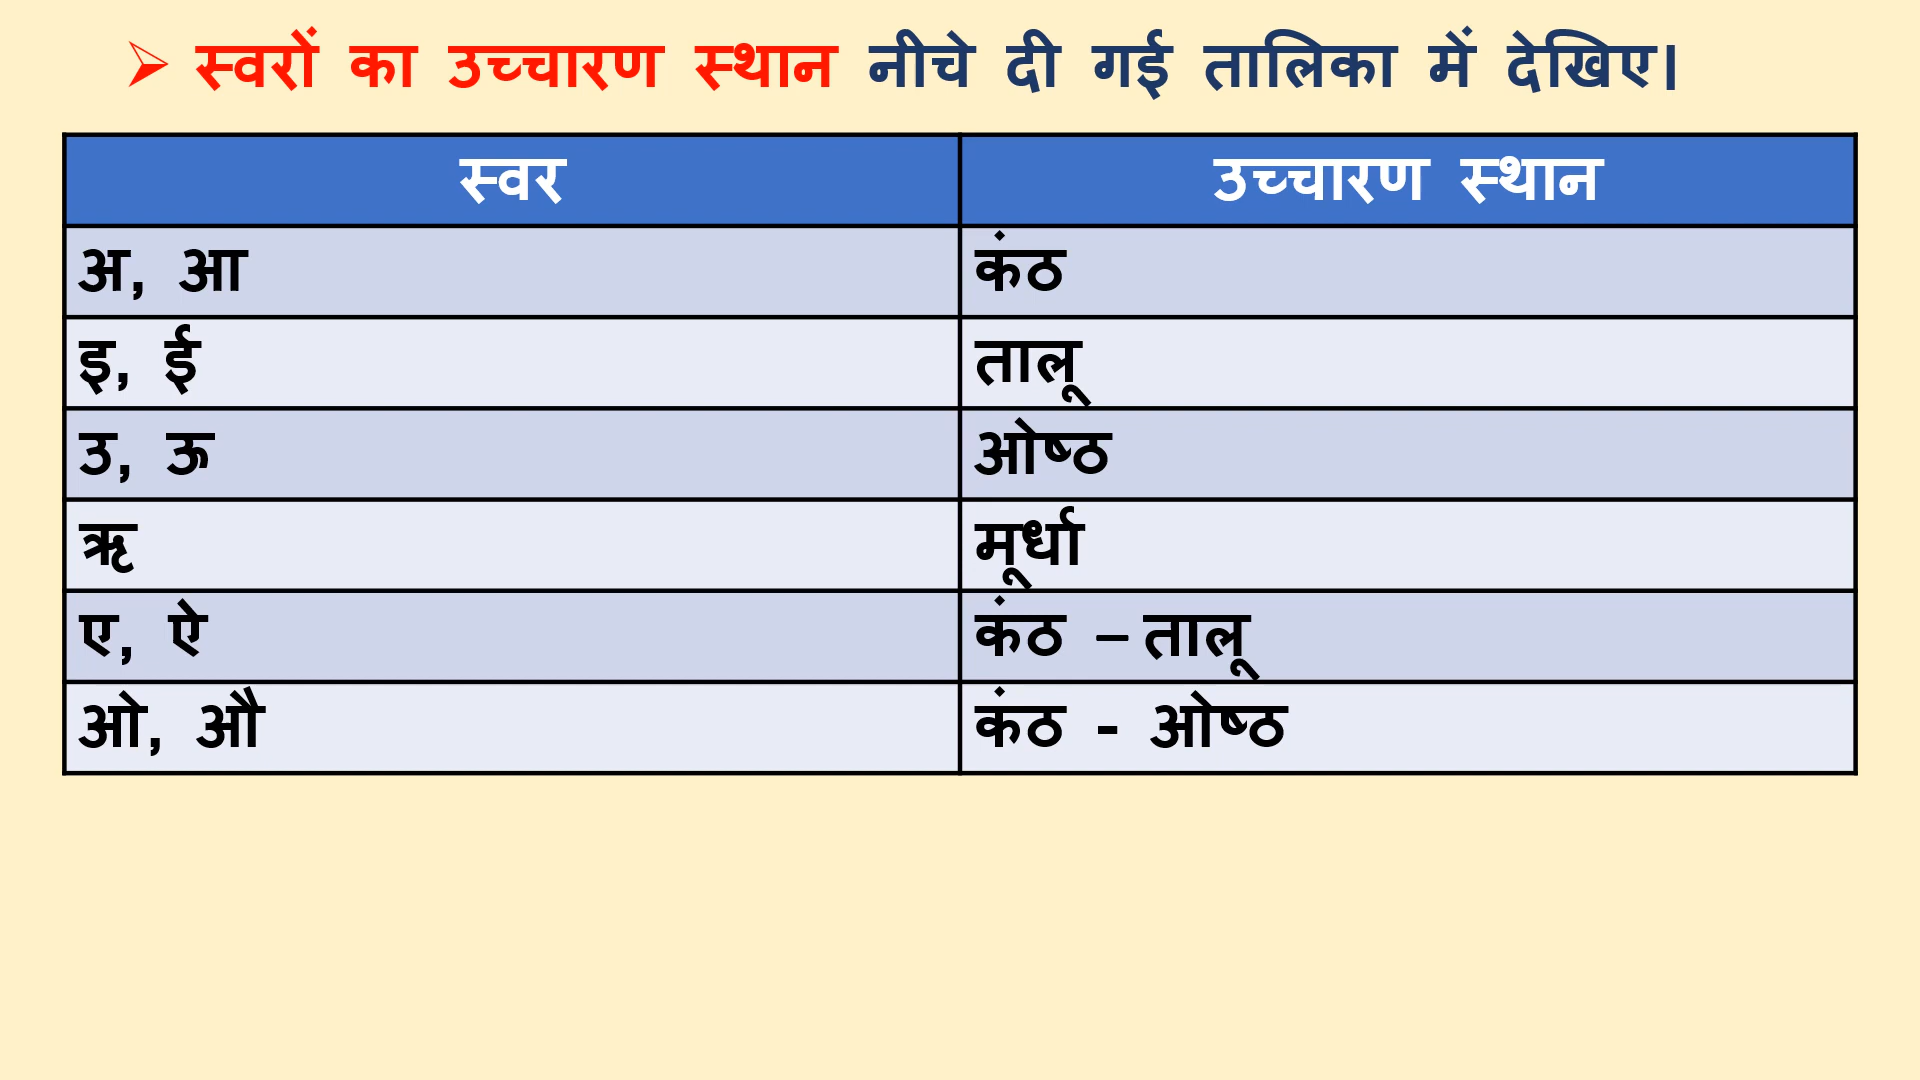 स्वरों का उच्चारण स्थान नीचे दी गई तालिका में देखिए।
स्वर उच्चारण स्थान
अ, आ कंठ
इ, ई तालू
उ, ऊ ओष्ठ
ऋ मूर्धा
ए, ऐ कंठ – तालू
ओ, औ कंठ - ओष्ठ